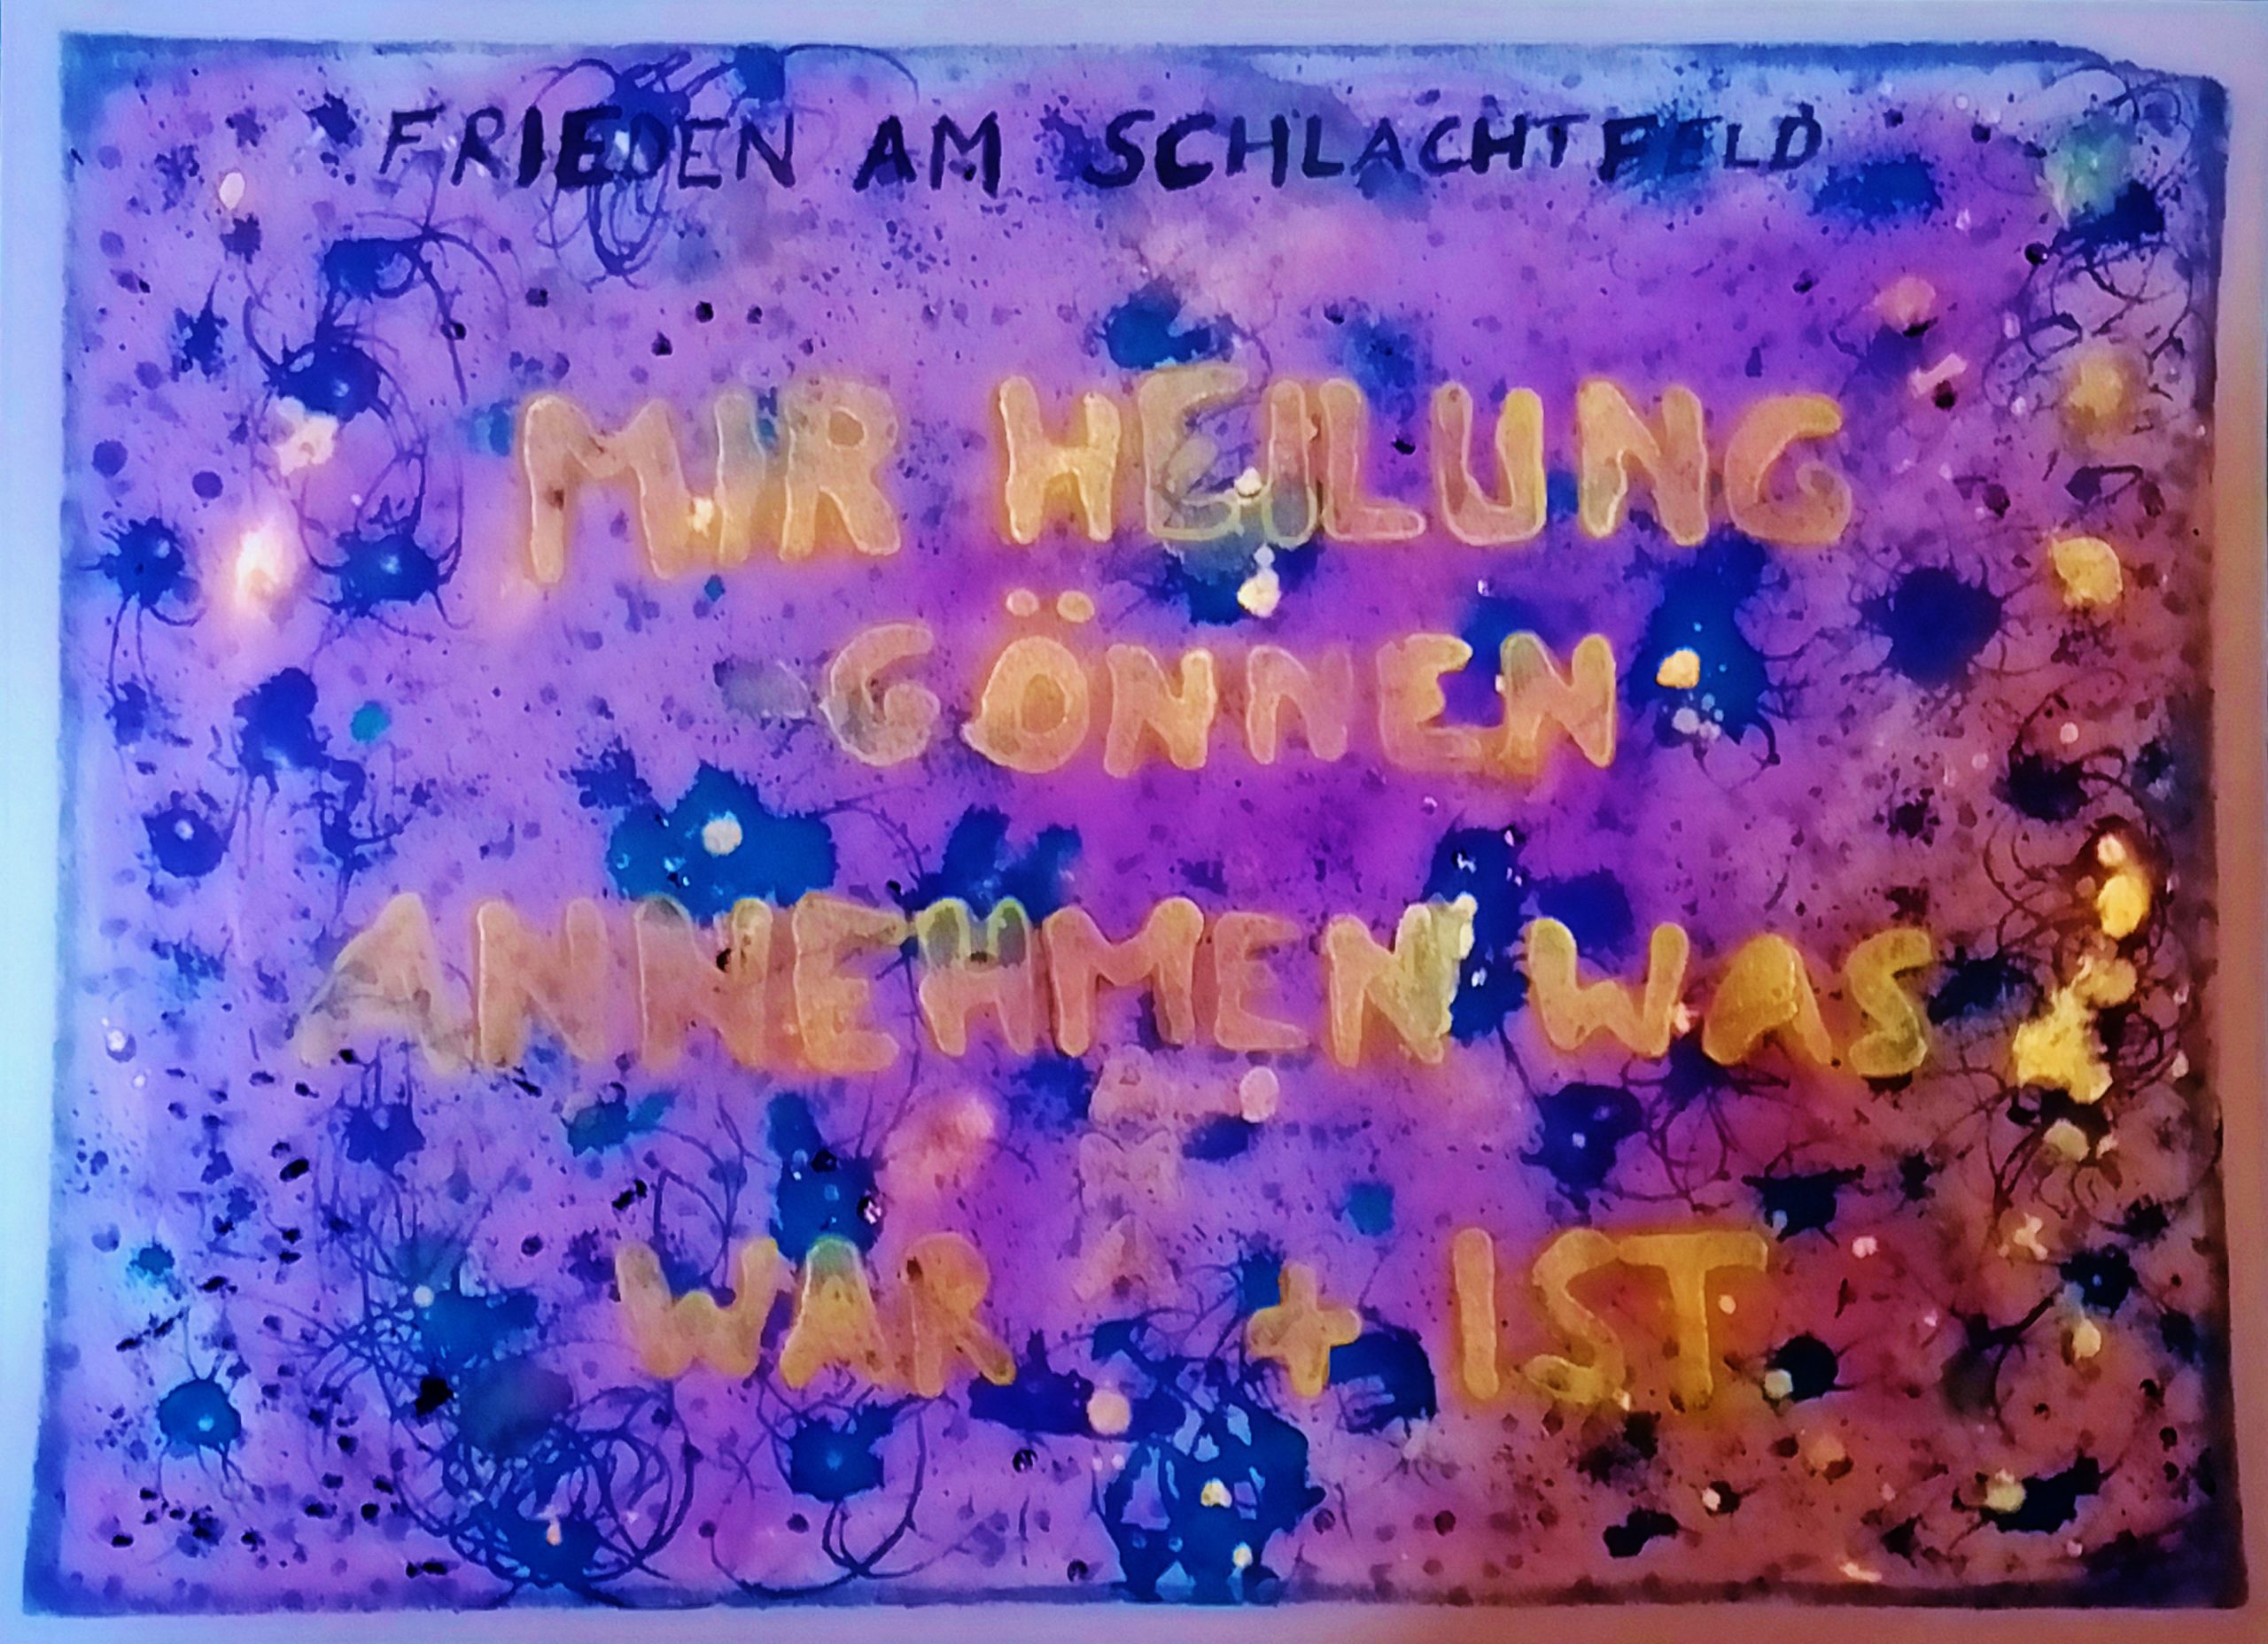 FRIEDEN AM SCHLACHTFELD
MIR HEILUNG
GÖNNEN
ANNEHMEN WAS
WAR + IST